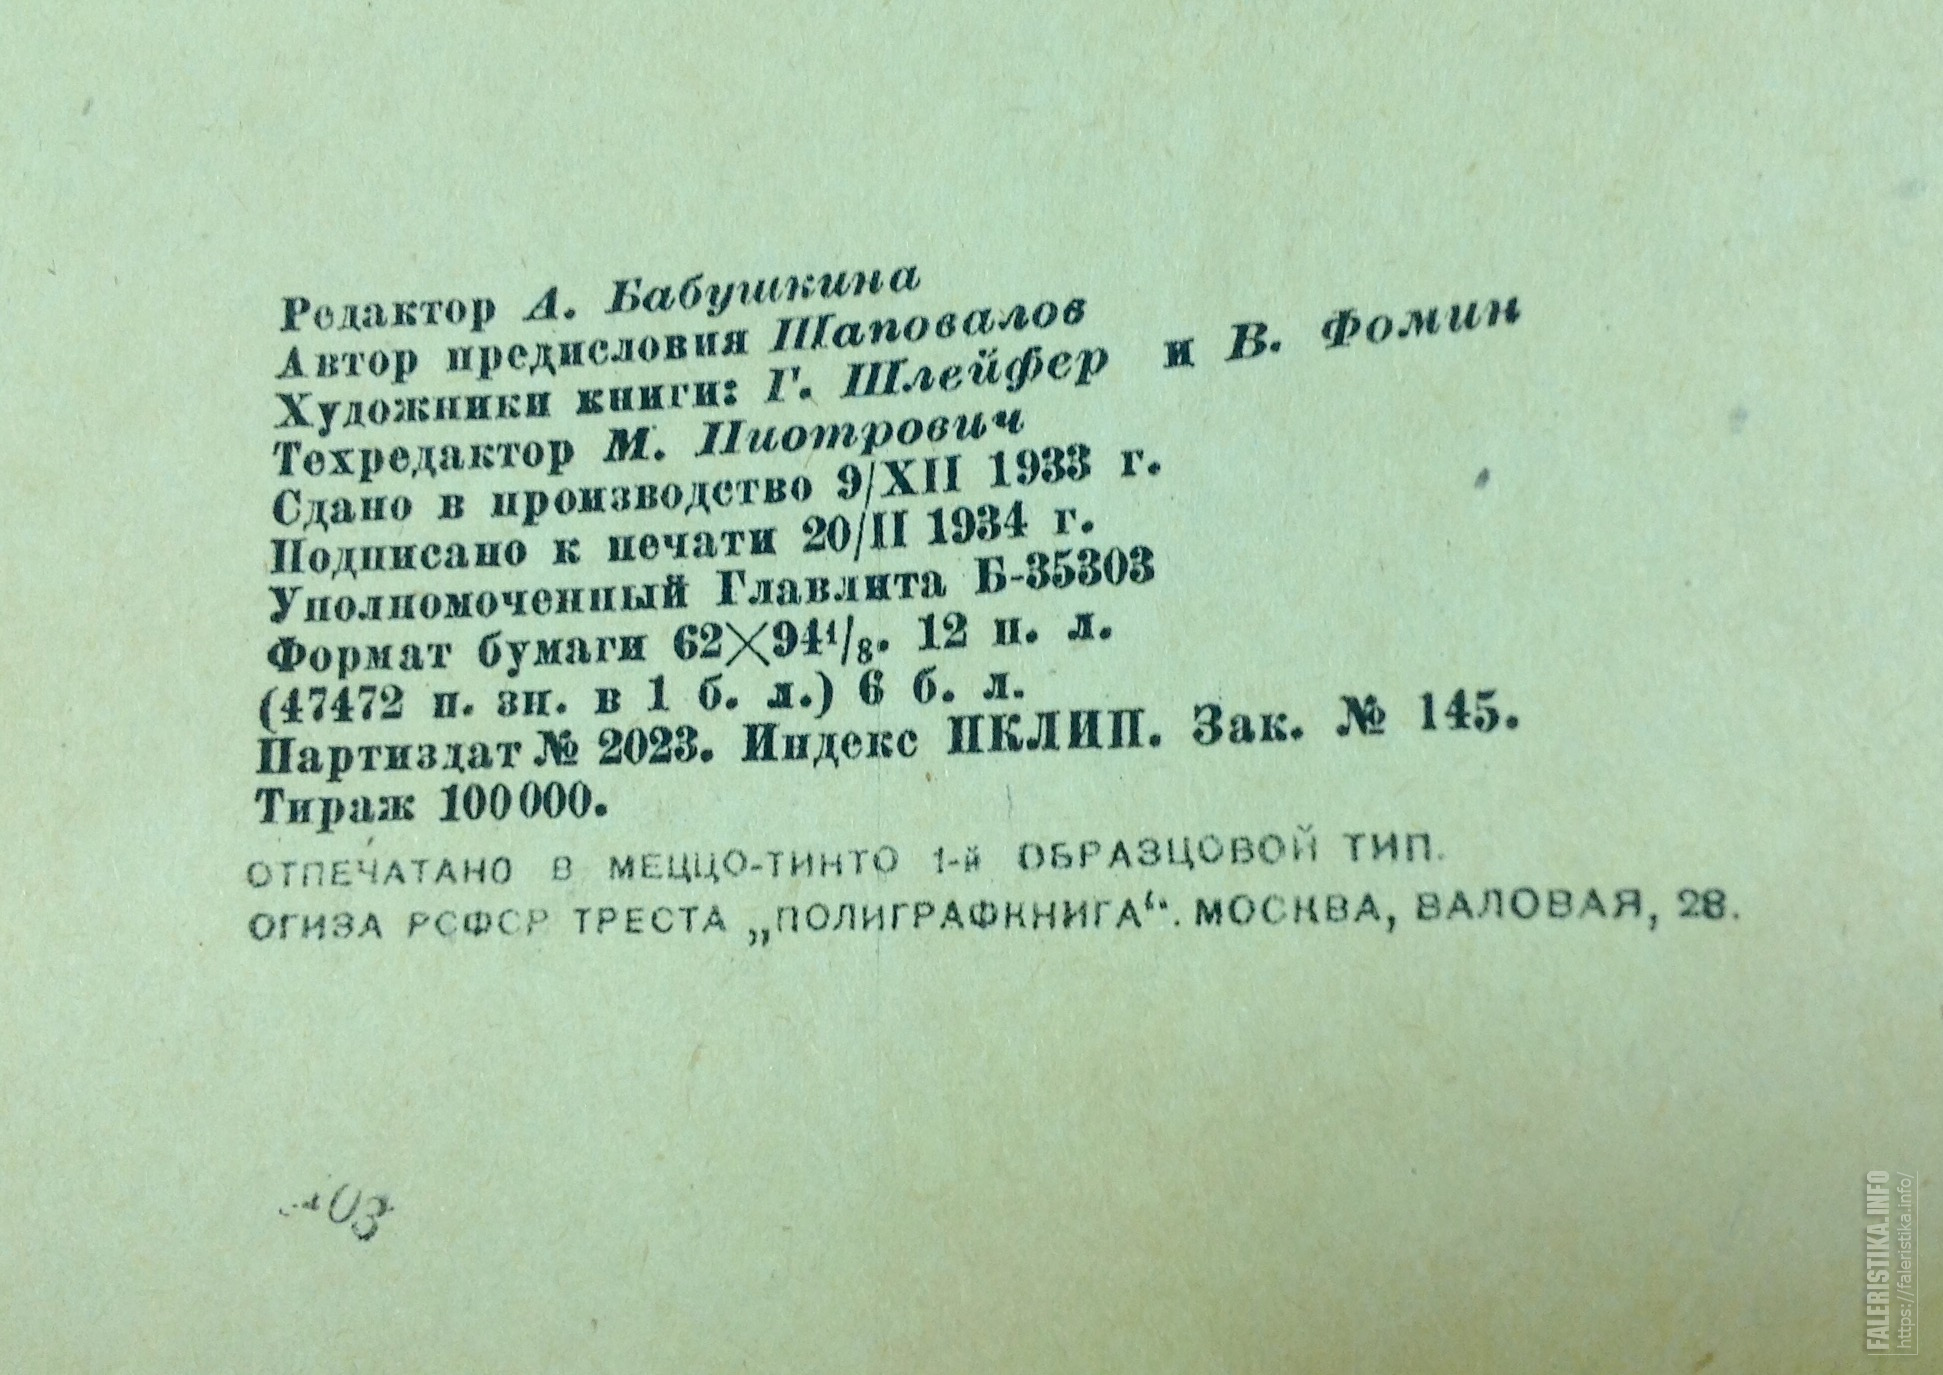 Редактор А. Бабушкина
Автор предисловия Шаповалов
Художники книги: Г. Шлейфер и В. Фомин
Техредактор М. Пиотрович
Сдано в производство 9/XII 1933 г.
Подписано к печати 20/II 1934 г.
Уполномоченный Главлита Б-35303
Формат бумаги 62×94¹/₈. 12 п. л.
(47472 п. зн. в 1 б. л.) 6 б. л.
Партиздат № 2023. Индекс ПКЛИП. Зак. № 145.
Тираж 100000.
ОТПЕЧАТАНО В МЕЦЦО-ТИНТО 1-й ОБРАЗЦОВОЙ ТИП.
ОГИЗА РСФСР ТРЕСТА „ПОЛИГРАФКНИГА“. МОСКВА, ВАЛОВАЯ, 28.
FALERISTIKA.INFO
https://faleristika.info/